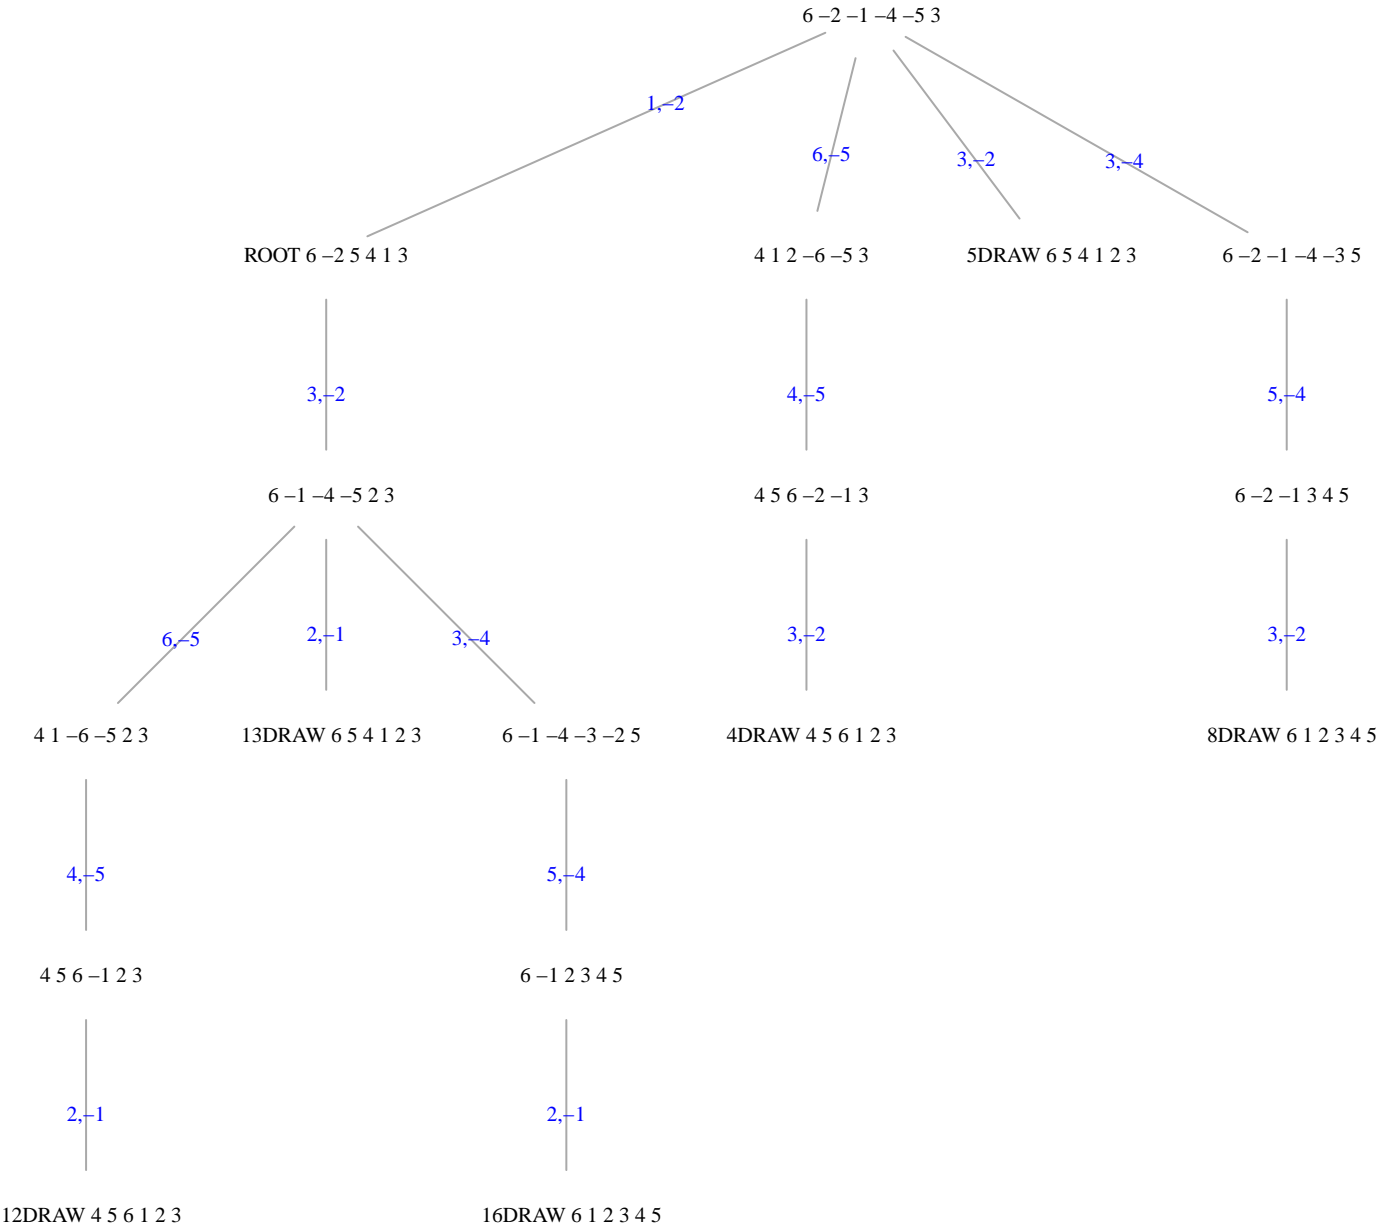 6 –2 –1 –4 –5 3
1,–2
6,–5
3,–2
3,–4
ROOT 6 –2 5 4 1 3
4 1 2 –6 –5 3
5DRAW 6 5 4 1 2 3
6 –2 –1 –4 –3 5
3,–2
4,–5
5,–4
6 –1 –4 –5 2 3
4 5 6 –2 –1 3
6 –2 –1 3 4 5
6,–5
2,–1
3,–4
3,–2
3,–2
4 1 –6 –5 2 3
13DRAW 6 5 4 1 2 3
6 –1 –4 –3 –2 5
4DRAW 4 5 6 1 2 3
8DRAW 6 1 2 3 4 5
4,–5
5,–4
4 5 6 –1 2 3
6 –1 2 3 4 5
2,–1
2,–1
12DRAW 4 5 6 1 2 3
16DRAW 6 1 2 3 4 5